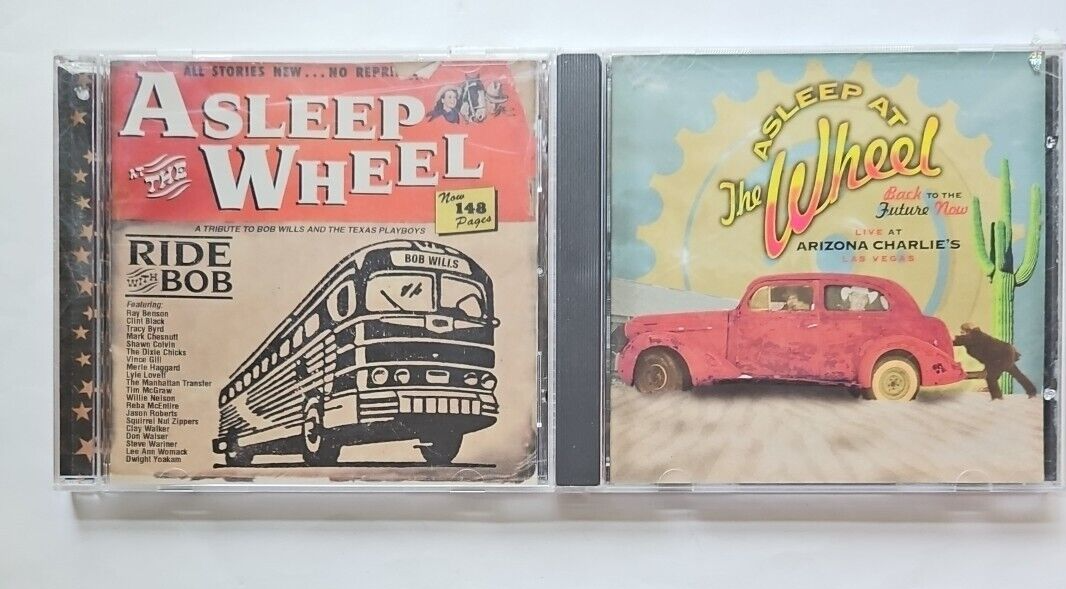 ALL STORIES NEW...NO REPRI
ASLEEP
AT THE
WHEEL
Now
148
Pages
A TRIBUTE TO BOB WILLS AND THE TEXAS PLAYBOYS
RIDE
WITH
BOB
BOB WILLS
Featuring:
Ray Benson
Clint Black
Tracy Byrd
Mark Chesnutt
Shawn Colvin
The Dixie Chicks
Vince Gill
Merle Haggard
Lyle Lovett
The Manhattan Transfer
Tim McGraw
Willie Nelson
Reba McEntire
Jason Roberts
Squirrel Nut Zippers
Clay Walker
Don Walser
Steve Wariner
Lee Ann Womack
Dwight Yoakam
ASLEEP AT
The Wheel
Back TO THE
Future Now
LIVE AT
ARIZONA CHARLIE'S
LAS VEGAS